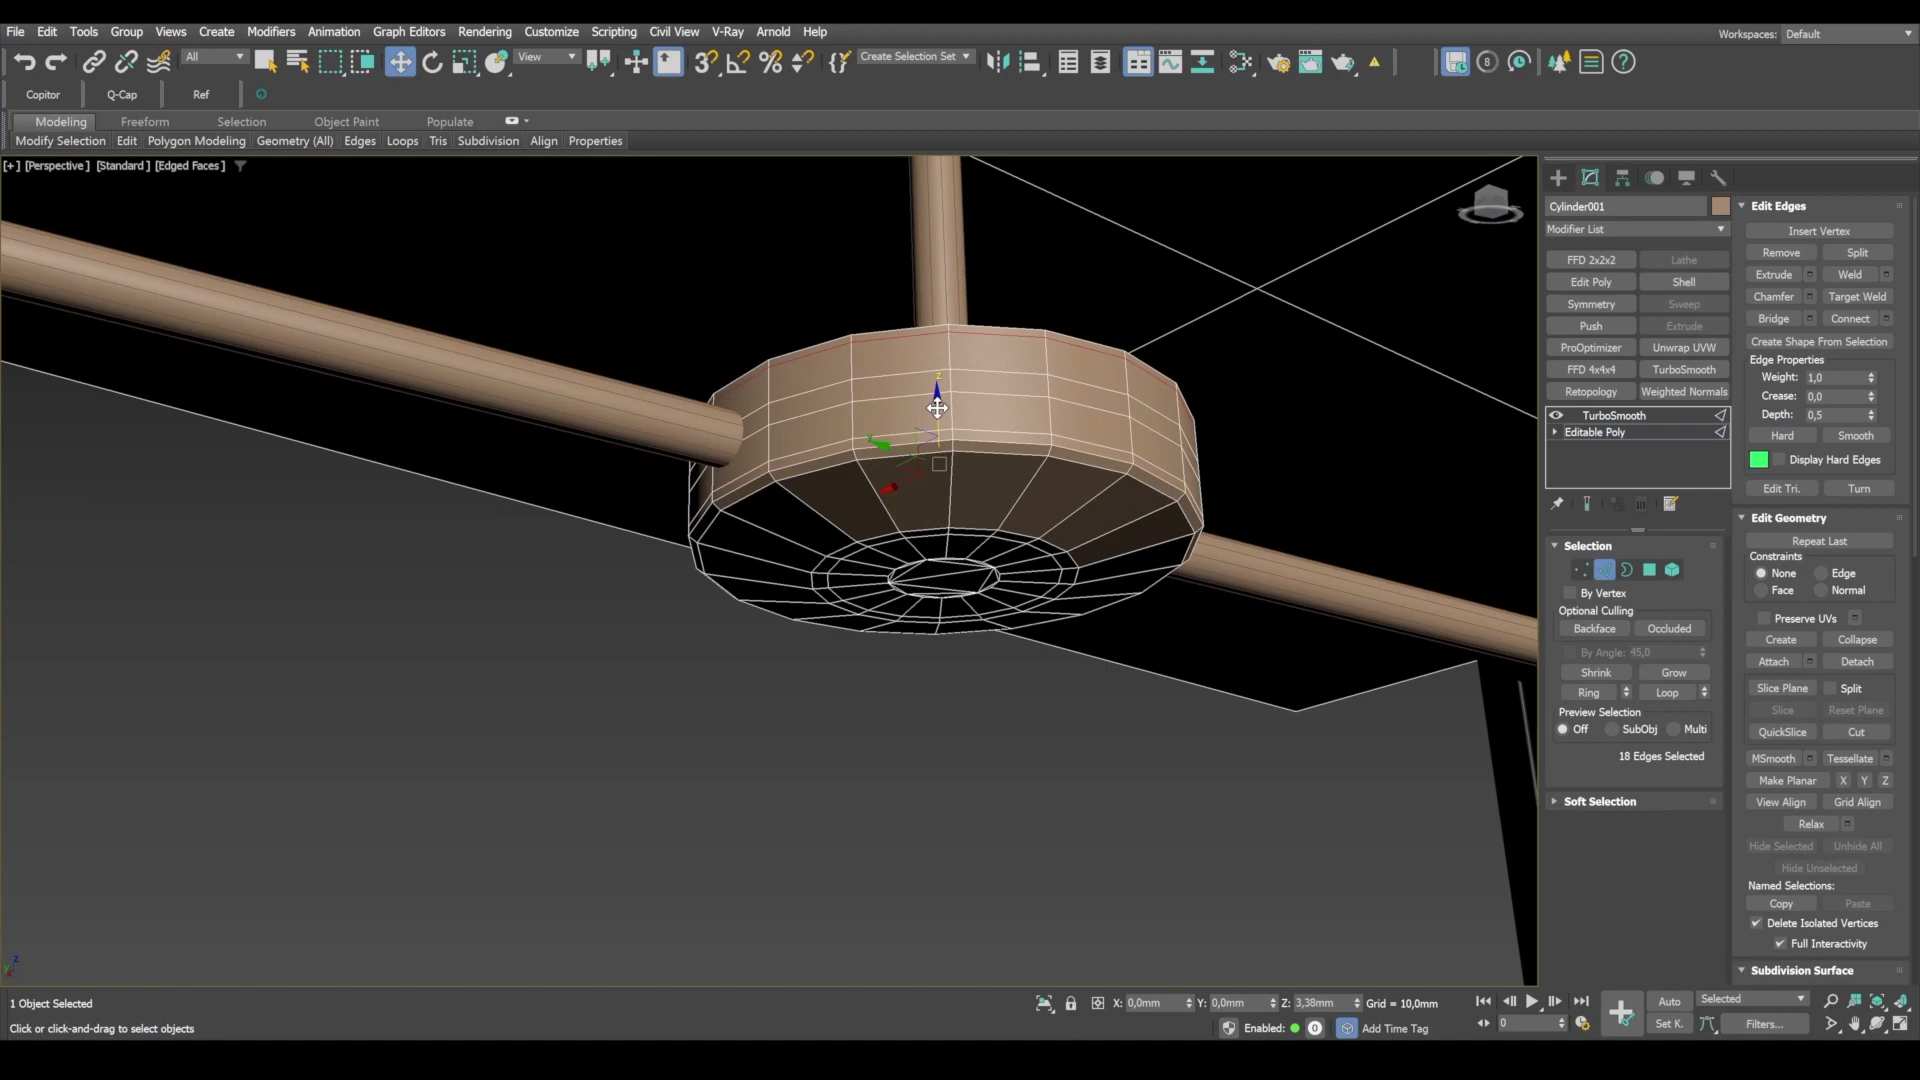 File Edit Tools Group Views Create Modifiers Animation Graph Editors Rendering Customize Scripting Civil View V-Ray Arnold Help Workspaces: Default
All View Create Selection Set
Copitor Q-Cap Ref
Modeling Freeform Selection Object Paint Populate
Modify Selection Edit Polygon Modeling Geometry (All) Edges Loops Tris Subdivision Align Properties
[+] [Perspective] [Standard] [Edged Faces]
Cylinder001
Modifier List
FFD 2x2x2 Lathe
Edit Poly Shell
Symmetry Sweep
Push Extrude
ProOptimizer Unwrap UVW
FFD 4x4x4 TurboSmooth
Retopology Weighted Normals
TurboSmooth
Editable Poly
Selection
By Vertex
Optional Culling
Backface Occluded
By Angle: 45,0
Shrink Grow
Ring Loop
Preview Selection
Off SubObj Multi
18 Edges Selected
Soft Selection
Edit Edges
Insert Vertex
Remove Split
Extrude Weld
Chamfer Target Weld
Bridge Connect
Create Shape From Selection
Edge Properties
Weight: 1,0
Crease: 0,0
Depth: 0,5
Hard Smooth
Display Hard Edges
Edit Tri. Turn
Edit Geometry
Repeat Last
Constraints
None Edge
Face Normal
Preserve UVs
Create Collapse
Attach Detach
Slice Plane Split
Slice Reset Plane
QuickSlice Cut
MSmooth Tessellate
Make Planar X Y Z
View Align Grid Align
Relax
Hide Selected Unhide All
Hide Unselected
Named Selections:
Copy Paste
Delete Isolated Vertices
Full Interactivity
Subdivision Surface
z
1 Object Selected X: 0,0mm Y: 0,0mm Z: 3,38mm Grid = 10,0mm Auto Selected
Click or click-and-drag to select objects Enabled: 0 Add Time Tag 0 Set K. Filters...